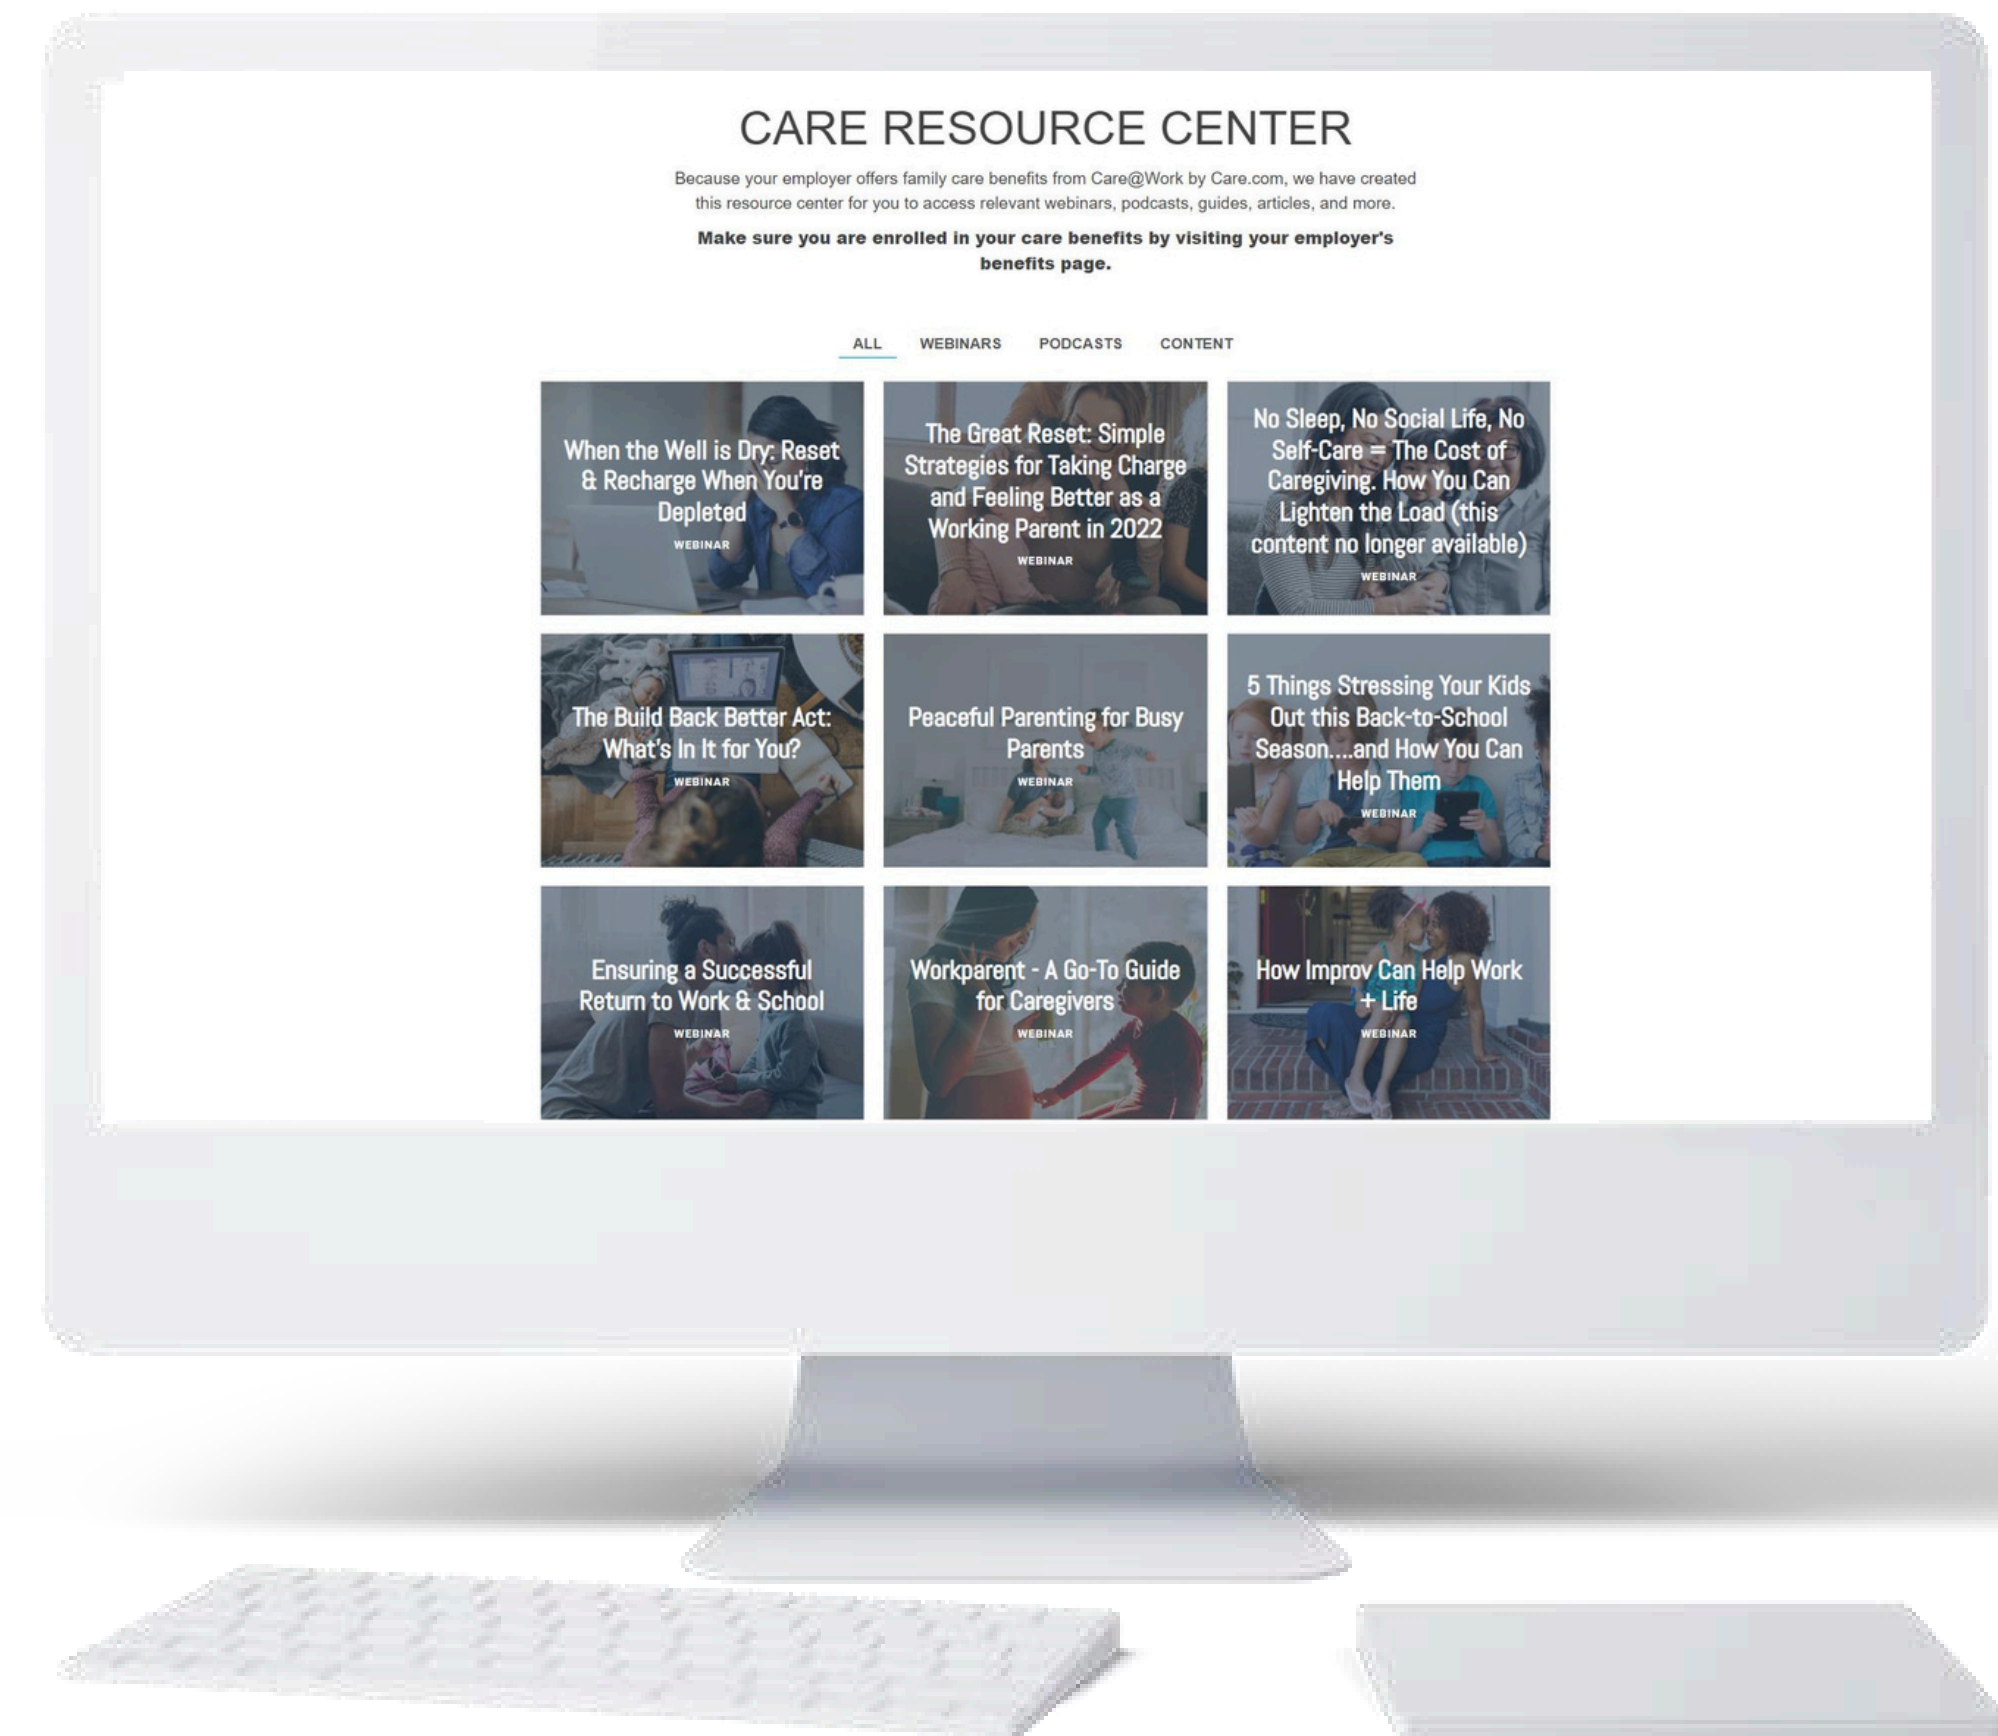 CARE RESOURCE CENTER
Because your employer offers family care benefits from Care@Work by Care.com, we have created
this resource center for you to access relevant webinars, podcasts, guides, articles, and more.
Make sure you are enrolled in your care benefits by visiting your employer's
benefits page.
ALL WEBINARS PODCASTS CONTENT
When the Well is Dry: Reset
& Recharge When You're
Depleted
WEBINAR
The Great Reset: Simple
Strategies for Taking Charge
and Feeling Better as a
Working Parent in 2022
WEBINAR
No Sleep, No Social Life, No
Self-Care = The Cost of
Caregiving. How You Can
Lighten the Load (this
content no longer available)
WEBINAR
The Build Back Better Act:
What's In It for You?
WEBINAR
Peaceful Parenting for Busy
Parents
WEBINAR
5 Things Stressing Your Kids
Out this Back-to-School
Season....and How You Can
Help Them
WEBINAR
Ensuring a Successful
Return to Work & School
WEBINAR
Workparent - A Go-To Guide
for Caregivers
WEBINAR
How Improv Can Help Work
+ Life
WEBINAR